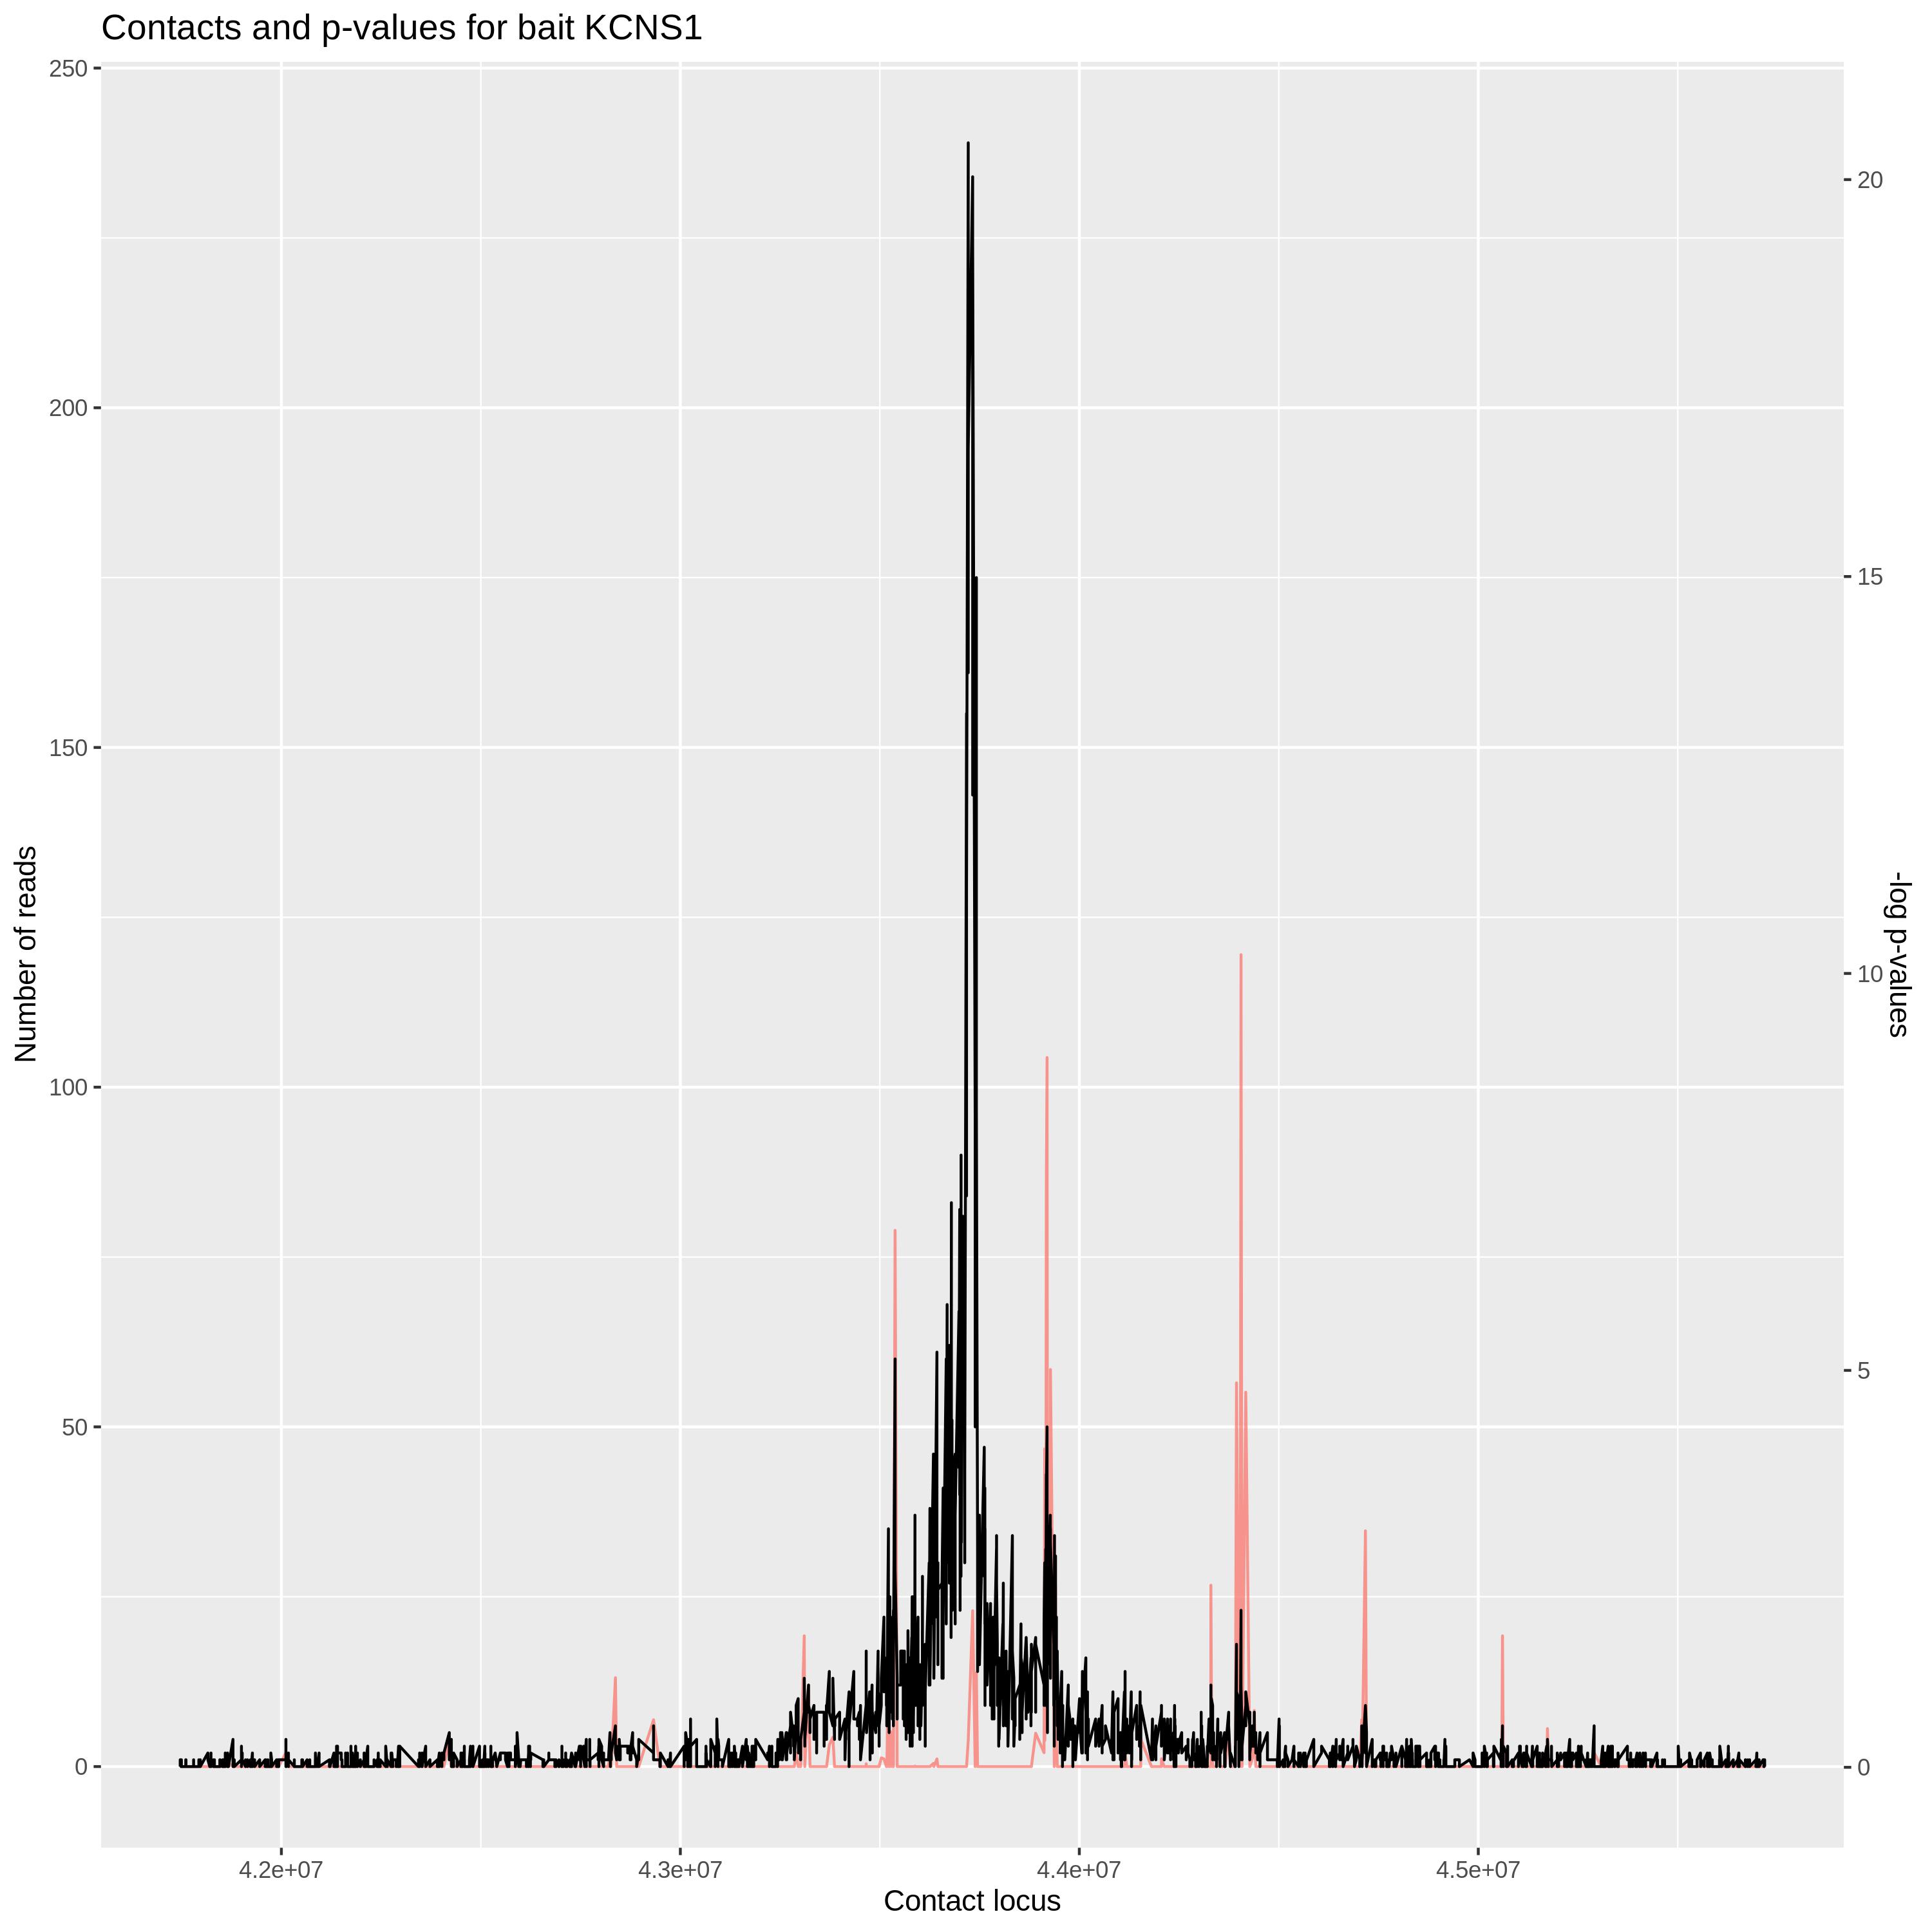 Contacts and p-values for bait KCNS1
250
200
150
100
50
0
Number of reads
20
15
10
5
0
-log p-values
4.2e+07
4.3e+07
4.4e+07
4.5e+07
Contact locus